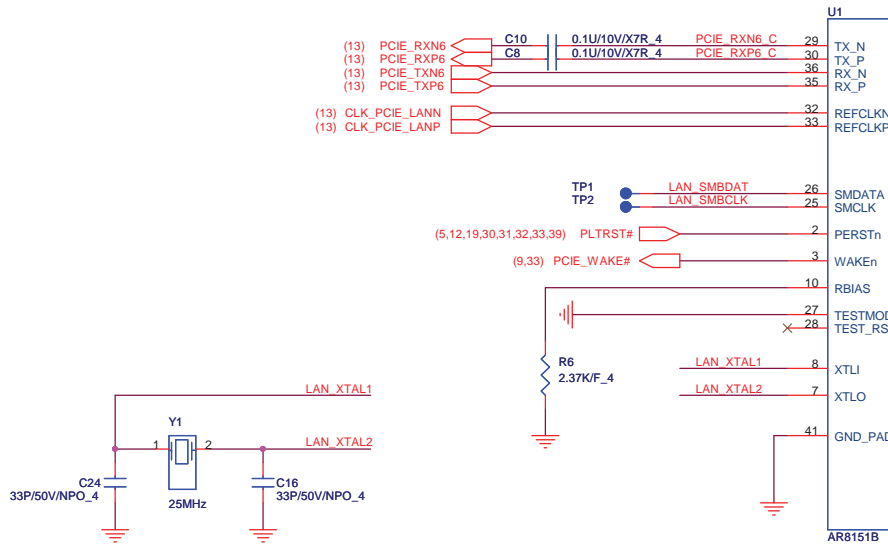 U1
(13) PCIE_RXN6 C10 0.1U/10V/X7R_4 PCIE_RXN6_C 29 TX_N
(13) PCIE_RXP6 C8 0.1U/10V/X7R_4 PCIE_RXP6_C 30 TX_P
(13) PCIE_TXN6 36 RX_N
(13) PCIE_TXP6 35 RX_P
(13) CLK_PCIE_LANN 32 REFCLKN
(13) CLK_PCIE_LANP 33 REFCLKP
TP1 LAN_SMBDAT 26 SMDATA
TP2 LAN_SMBCLK 25 SMCLK
(5,12,19,30,31,32,33,39) PLTRST# 2 PERSTn
(9,33) PCIE_WAKE# 3 WAKEn
10 RBIAS
27 TESTMOD
28 TEST_RS
R6
2.37K/F_4
LAN_XTAL1 8 XTLI
LAN_XTAL2 7 XTLO
LAN_XTAL1
Y1
1 2 LAN_XTAL2
41 GND_PAD
C24
33P/50V/NPO_4
25MHz
C16
33P/50V/NPO_4
AR8151B